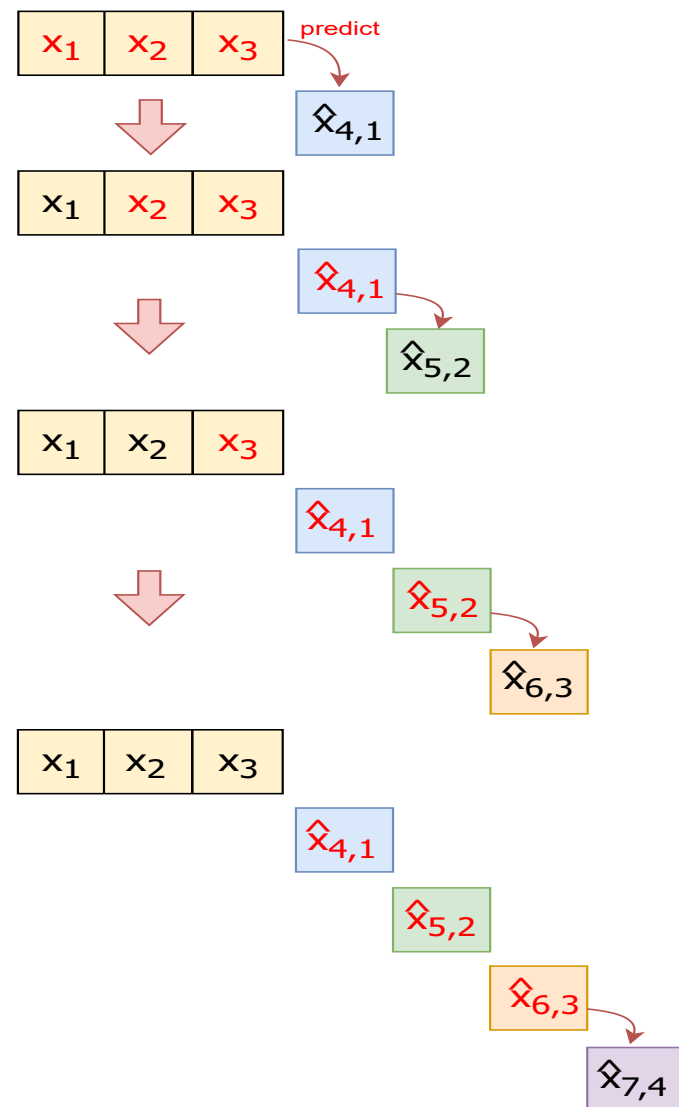 x₁ x₂ x₃ predict
x̂₄,₁
x₁ x₂ x₃
x̂₄,₁
x̂₅,₂
x₁ x₂ x₃
x̂₄,₁
x̂₅,₂
x̂₆,₃
x₁ x₂ x₃
x̂₄,₁
x̂₅,₂
x̂₆,₃
x̂₇,₄